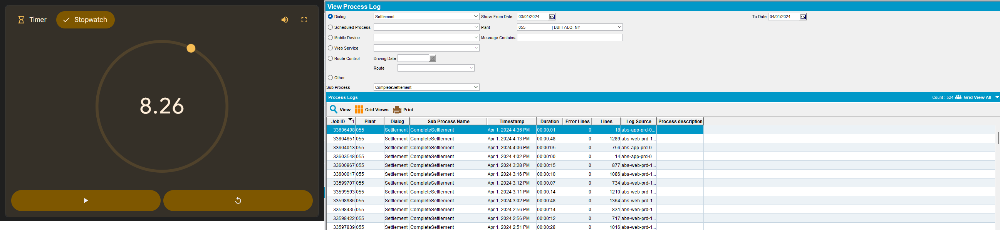 Timer
Stopwatch
8.26
View Process Log
Dialog Settlement Show From Date 03/01/2024 16 To Date 04/01/2024 16
Scheduled Process Plant 055 | BUFFALO, NY
Mobile Device Message Contains
Web Service
Route Control Driving Date 16
Route
Other
Sub Process CompleteSettlement
Process Logs Count : 524 Grid View All
View Grid Views Print
Job ID 1 Plant Dialog Sub Process Name Timestamp Duration Error Lines Lines Log Source Process description
33606498 055 Settlement CompleteSettlement Apr 1, 2024 4:36 PM 00:00:01 0 18 abs-app-prd-0...
33604651 055 Settlement CompleteSettlement Apr 1, 2024 4:13 PM 00:00:48 0 1289 abs-web-prd-1...
33604013 055 Settlement CompleteSettlement Apr 1, 2024 4:06 PM 00:00:05 0 756 abs-app-prd-0...
33603548 055 Settlement CompleteSettlement Apr 1, 2024 4:02 PM 00:00:00 0 14 abs-app-prd-0...
33600967 055 Settlement CompleteSettlement Apr 1, 2024 3:28 PM 00:00:15 0 877 abs-web-prd-1...
33600017 055 Settlement CompleteSettlement Apr 1, 2024 3:16 PM 00:00:10 0 1086 abs-web-prd-1...
33599707 055 Settlement CompleteSettlement Apr 1, 2024 3:12 PM 00:00:07 0 734 abs-web-prd-1...
33599593 055 Settlement CompleteSettlement Apr 1, 2024 3:11 PM 00:00:14 0 1210 abs-web-prd-1...
33598986 055 Settlement CompleteSettlement Apr 1, 2024 3:02 PM 00:00:48 0 1364 abs-web-prd-1...
33598435 055 Settlement CompleteSettlement Apr 1, 2024 2:56 PM 00:00:14 0 831 abs-web-prd-1...
33598422 055 Settlement CompleteSettlement Apr 1, 2024 2:56 PM 00:00:12 0 717 abs-web-prd-1...
33597839 055 Settlement CompleteSettlement Apr 1, 2024 2:51 PM 00:00:28 0 1016 abs-web-prd-1...